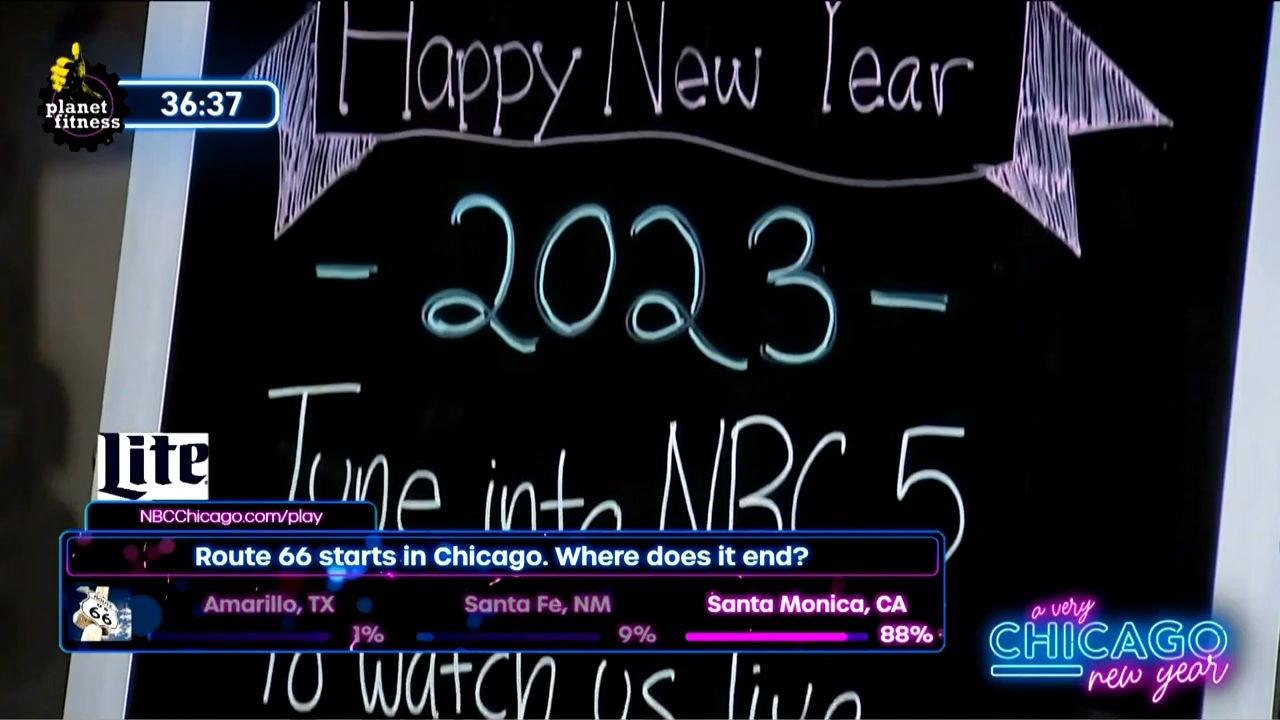 Happy New Year
planet
fitness
36:37
- 2023 -
Lite
Tune into NBC 5
NBCChicago.com/play
Route 66 starts in Chicago. Where does it end?
ROUTE
66
Amarillo, TX
1%
Santa Fe, NM
9%
Santa Monica, CA
88%
To watch us live
a very
CHICAGO
new year